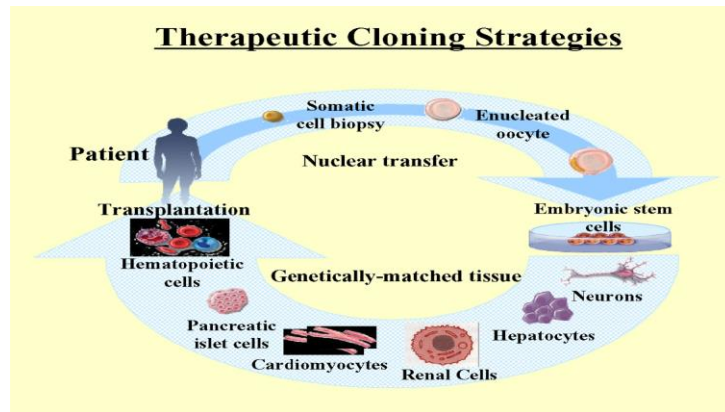 Therapeutic Cloning Strategies
Somatic
cell biopsy
Enucleated
oocyte
Patient
Nuclear transfer
Transplantation
Embryonic stem
cells
Hematopoietic
cells
Genetically-matched tissue
Neurons
Pancreatic
islet cells
Hepatocytes
Cardiomyocytes
Renal Cells